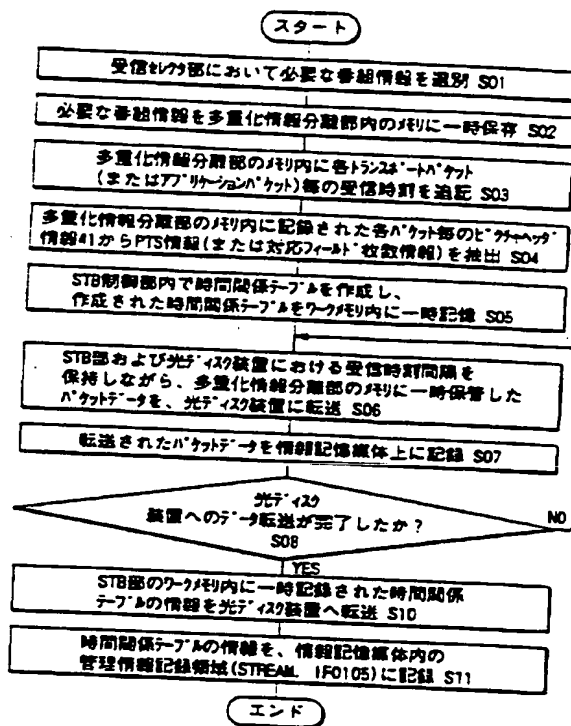 スタート
受信セレクタ部において必要な番組情報を選別 S01
必要な番組情報を多重化情報分離部内のメモリに一時保存 S02
多重化情報分離部のメモリ内に各トランスポートパケット
(またはアプリケーションパケット)毎の受信時刻を追記 S03
多重化情報分離部のメモリ内に記録された各パケット部のピクチャヘッダ
情報41からPTS情報(または対応フィールド枚数情報)を抽出 S04
STB制御部内で時間関係テーブルを作成し、
作成された時間関係テーブルをワークメモリ内に一時記憶 S05
STB部および光ディスク装置における受信時刻間隔を
保持しながら、多重化情報分離部のメモリに一時保管した
パケットデータを、光ディスク装置に転送 S06
転送されたパケットデータを情報記憶媒体上に記録 S07
光ディスク
装置へのデータ転送が完了したか？
S08
NO
YES
STB部のワークメモリ内に一時記録された時間関係
テーブルの情報を光ディスク装置へ転送 S10
時間関係テーブルの情報を、情報記憶媒体内の
管理情報記録領域(STREAM. IFO105)に記録 S11
エンド